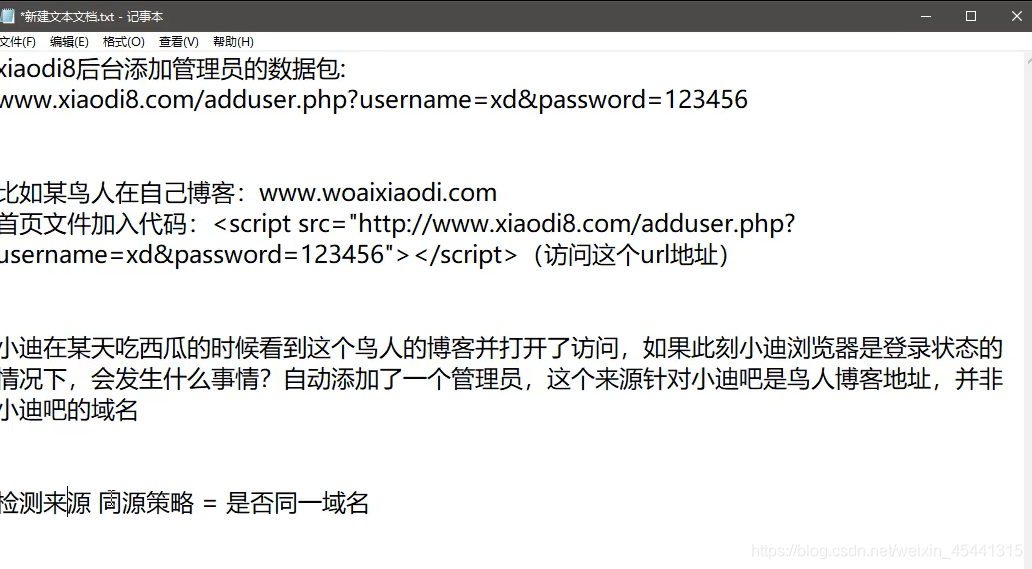 *新建文本文档.txt - 记事本
文件(F) 编辑(E) 格式(O) 查看(V) 帮助(H)
xiaodi8后台添加管理员的数据包:
www.xiaodi8.com/adduser.php?username=xd&password=123456
比如某鸟人在自己博客：www.woaixiaodi.com
首页文件加入代码：<script src="http://www.xiaodi8.com/adduser.php?
username=xd&password=123456"></script>（访问这个url地址）
小迪在某天吃西瓜的时候看到这个鸟人的博客并打开了访问，如果此刻小迪浏览器是登录状态的
情况下，会发生什么事情？自动添加了一个管理员，这个来源针对小迪吧是鸟人博客地址，并非
小迪吧的域名
检测来源 同源策略 = 是否同一域名
https://blog.csdn.net/weixin_45441315